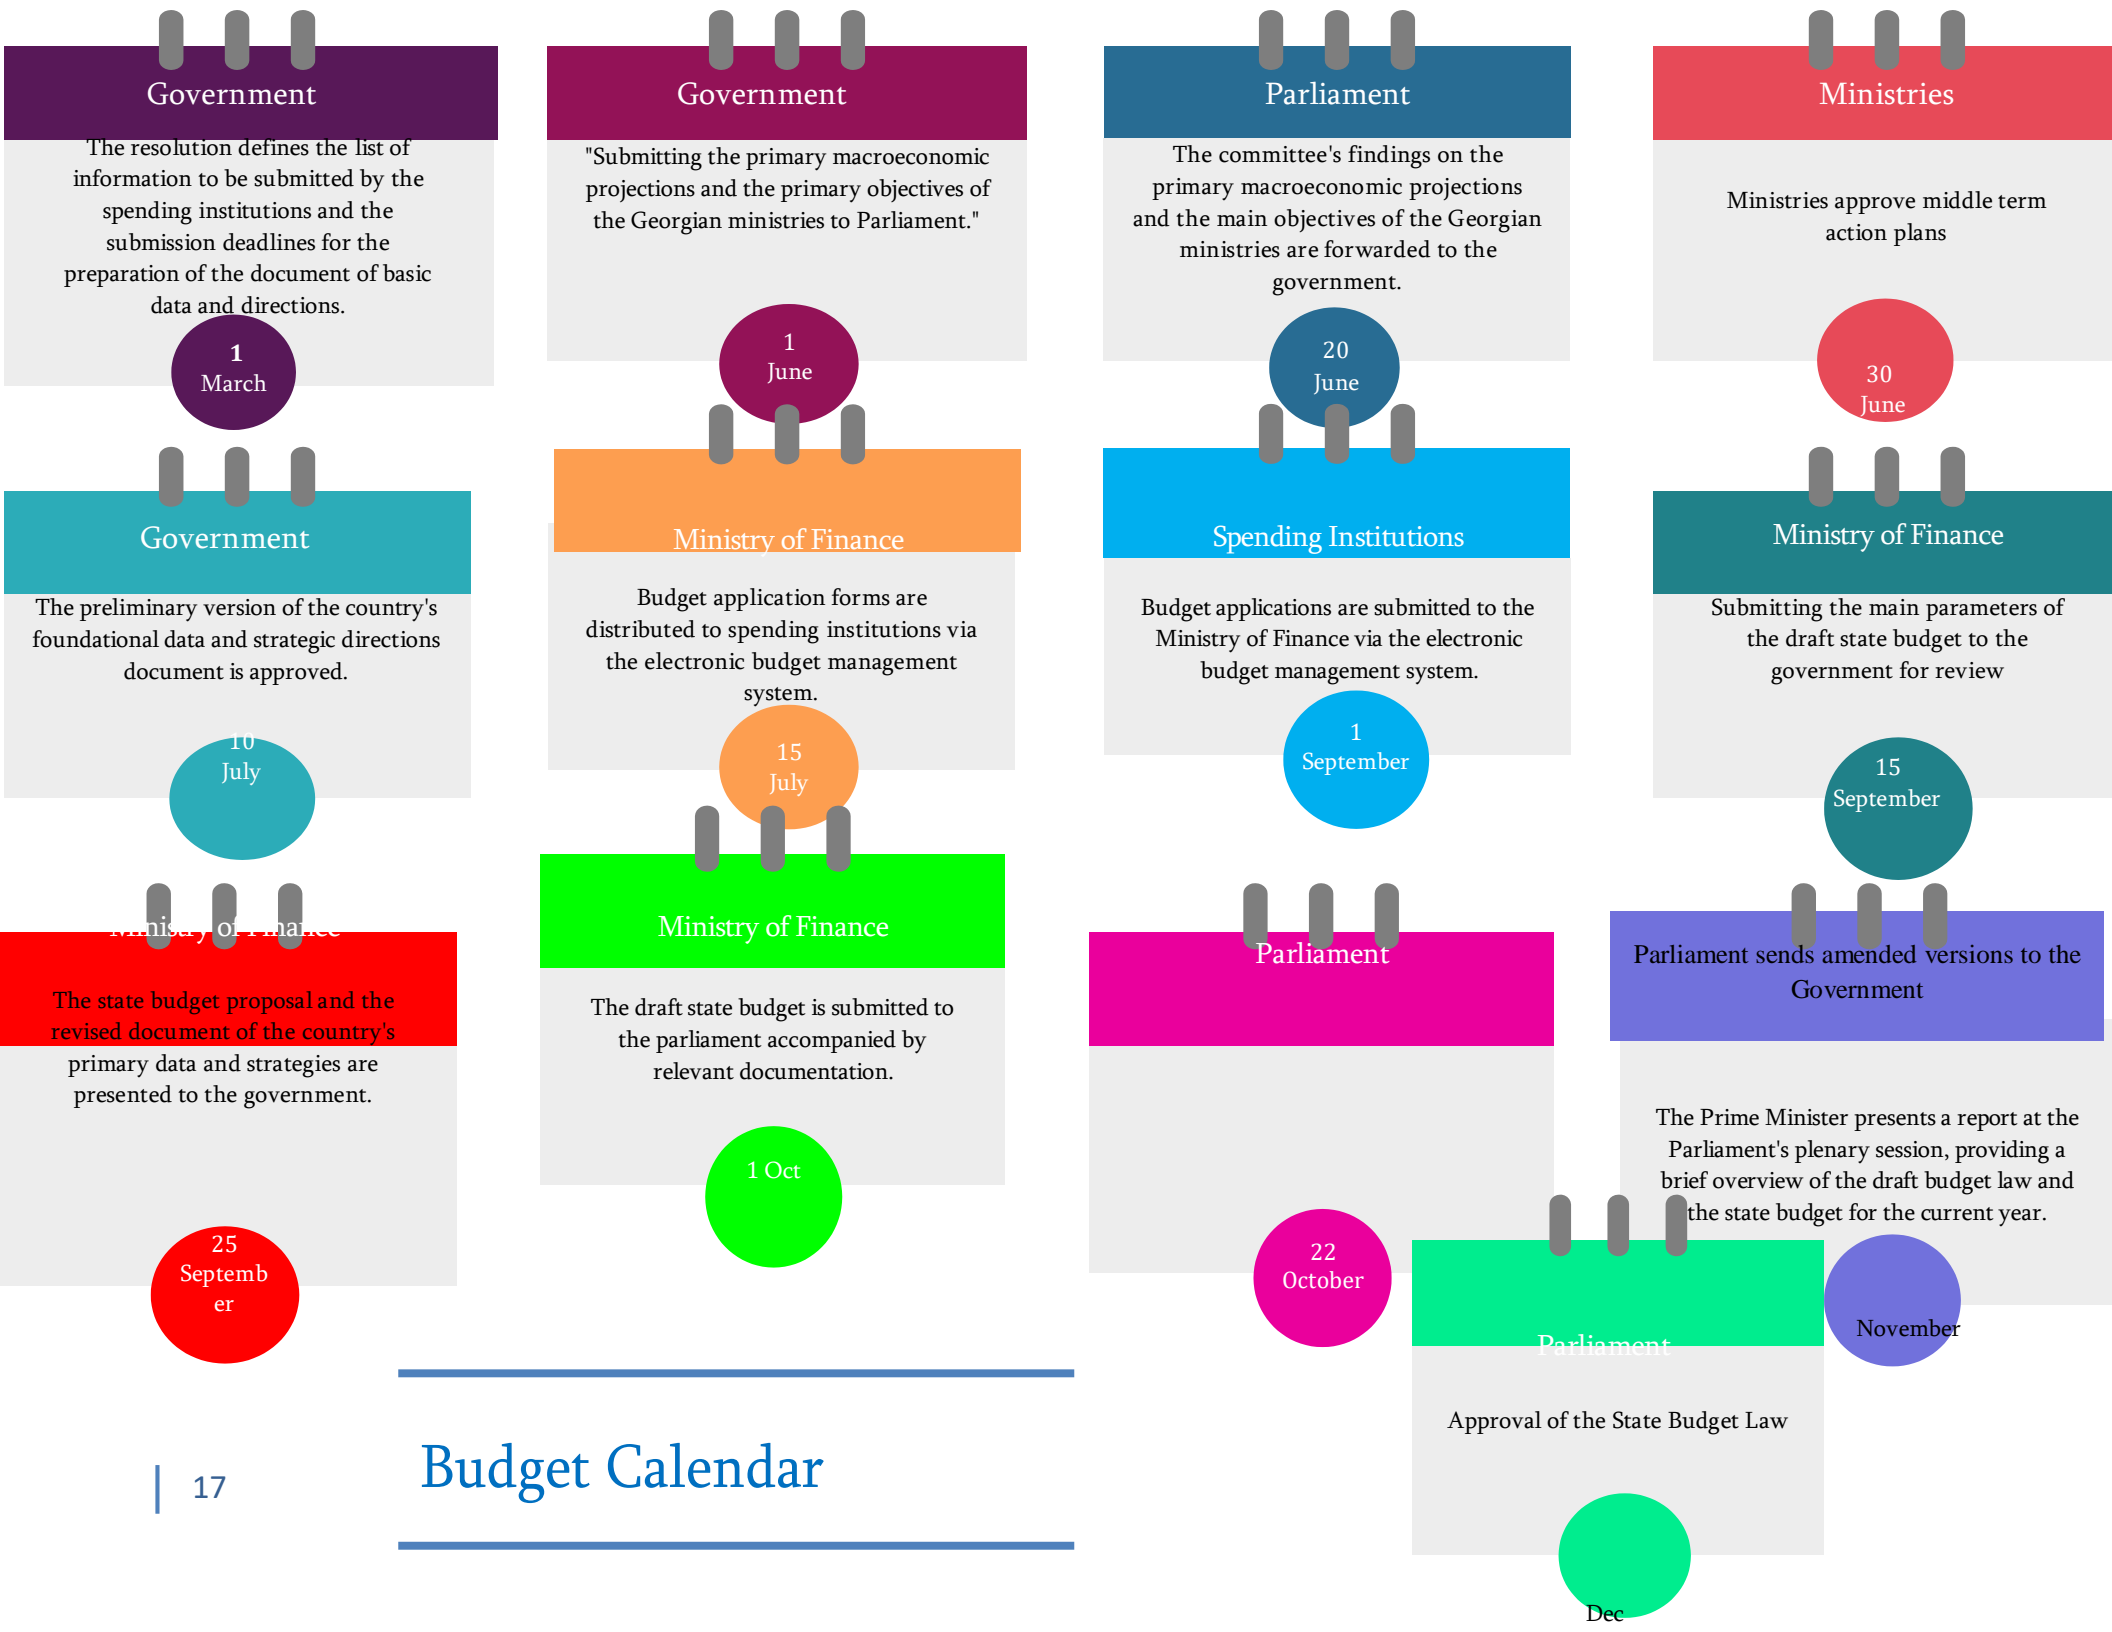 Government
The resolution defines the list of
information to be submitted by the
spending institutions and the
submission deadlines for the
preparation of the document of basic
data and directions.
1
March
Government
"Submitting the primary macroeconomic
projections and the primary objectives of
the Georgian ministries to Parliament."
1
June
Parliament
The committee's findings on the
primary macroeconomic projections
and the main objectives of the Georgian
ministries are forwarded to the
government.
20
June
Ministries
Ministries approve middle term
action plans
30
June
Government
The preliminary version of the country's
foundational data and strategic directions
document is approved.
10
July
Ministry of Finance
Budget application forms are
distributed to spending institutions via
the electronic budget management
system.
15
July
Spending Institutions
Budget applications are submitted to the
Ministry of Finance via the electronic
budget management system.
1
September
Ministry of Finance
Submitting the main parameters of
the draft state budget to the
government for review
15
September
Ministry of Finance
The state budget proposal and the
revised document of the country's
primary data and strategies are
presented to the government.
25
Septemb
er
Ministry of Finance
The draft state budget is submitted to
the parliament accompanied by
relevant documentation.
1 Oct
Parliament
22
October
Parliament sends amended versions to the
Government
The Prime Minister presents a report at the
Parliament's plenary session, providing a
brief overview of the draft budget law and
the state budget for the current year.
November
Parliament
Approval of the State Budget Law
Dec
Budget Calendar
17